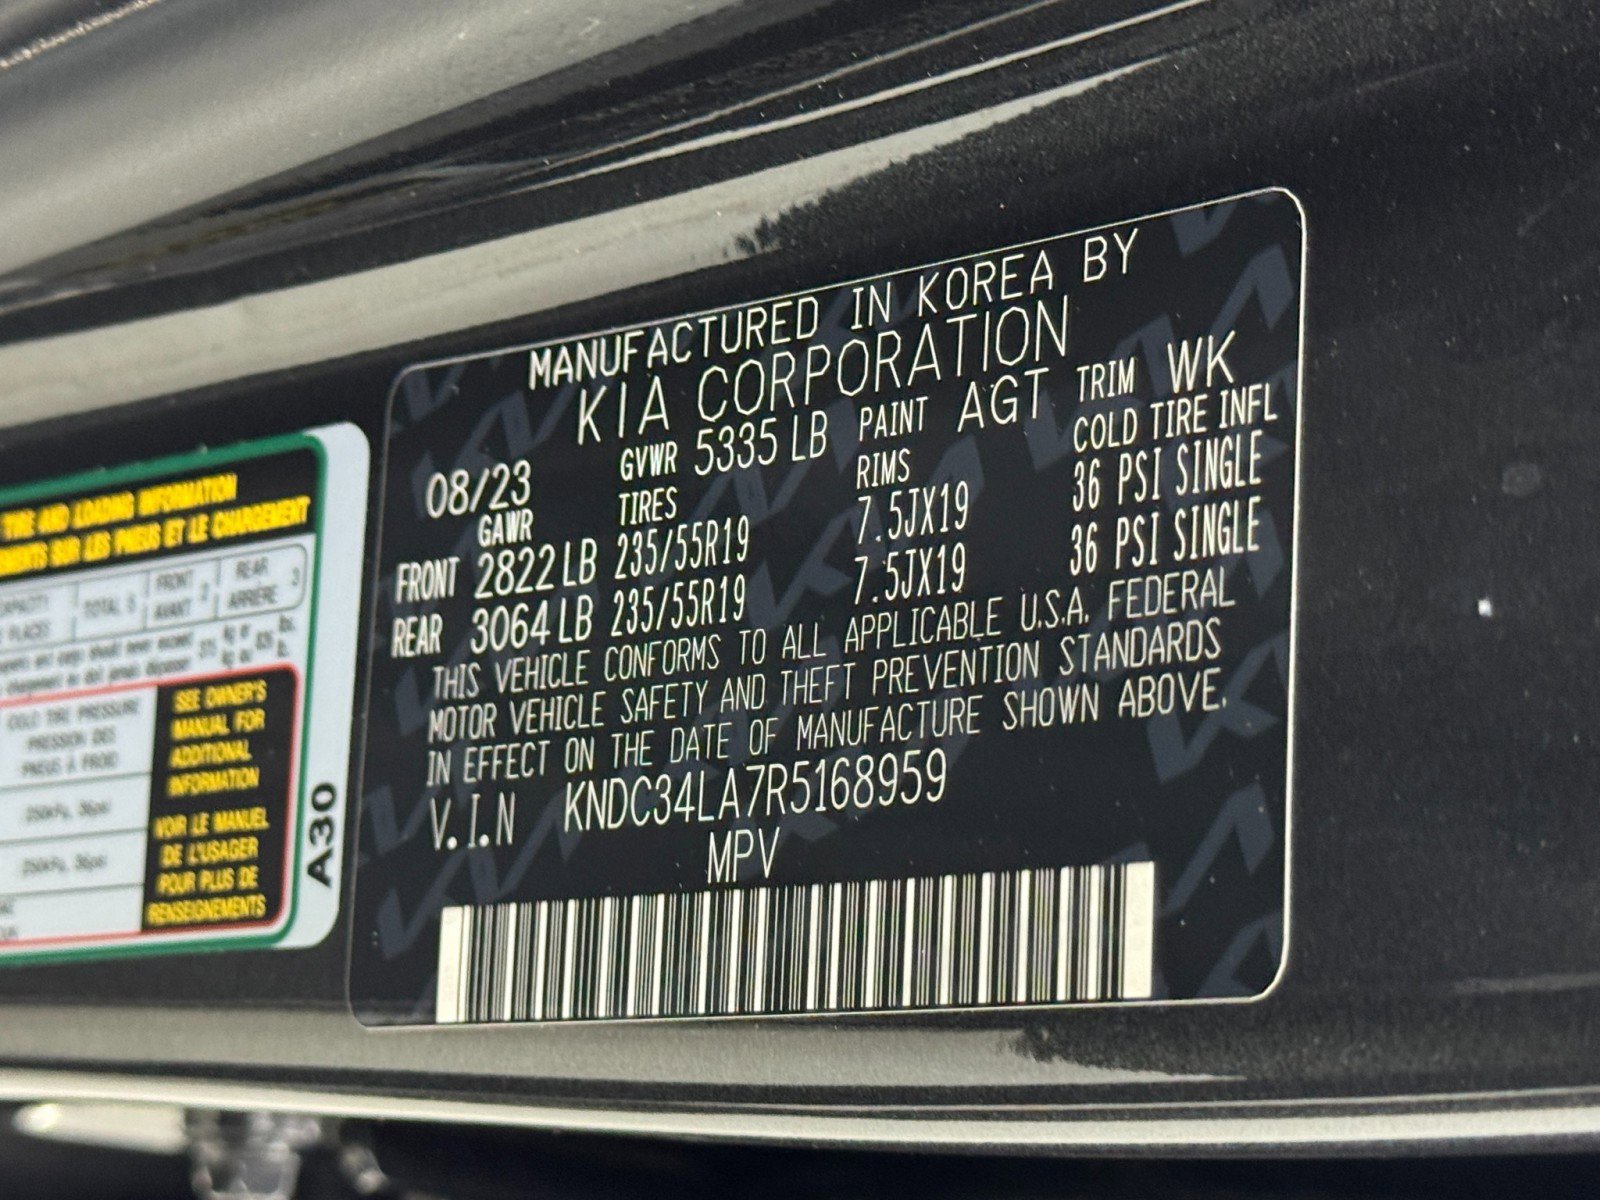 MANUFACTURED IN KOREA BY
KIA CORPORATION
08/23 GVWR 5335 LB PAINT AGT TRIM WK
GAWR TIRES RIMS COLD TIRE INFL
FRONT 2822 LB 235/55R19 7.5JX19 36 PSI SINGLE
REAR 3064 LB 235/55R19 7.5JX19 36 PSI SINGLE
THIS VEHICLE CONFORMS TO ALL APPLICABLE U.S.A. FEDERAL
MOTOR VEHICLE SAFETY AND THEFT PREVENTION STANDARDS
IN EFFECT ON THE DATE OF MANUFACTURE SHOWN ABOVE.
V.I.N KNDC34LA7R5168959
MPV
TIRE AND LOADING INFORMATION
SUR LES PNEUS ET LE CHARGEMENT
TOTAL 5 FRONT AVANT 2 REAR ARRIÈRE 3
COLD TIRE PRESSURE
PRESSION DES
PNEUS À FROID
250kPa, 36psi
250kPa, 36psi
SEE OWNER'S
MANUAL FOR
ADDITIONAL
INFORMATION
VOIR LE MANUEL
DE L'USAGER
POUR PLUS DE
RENSEIGNEMENTS
A30